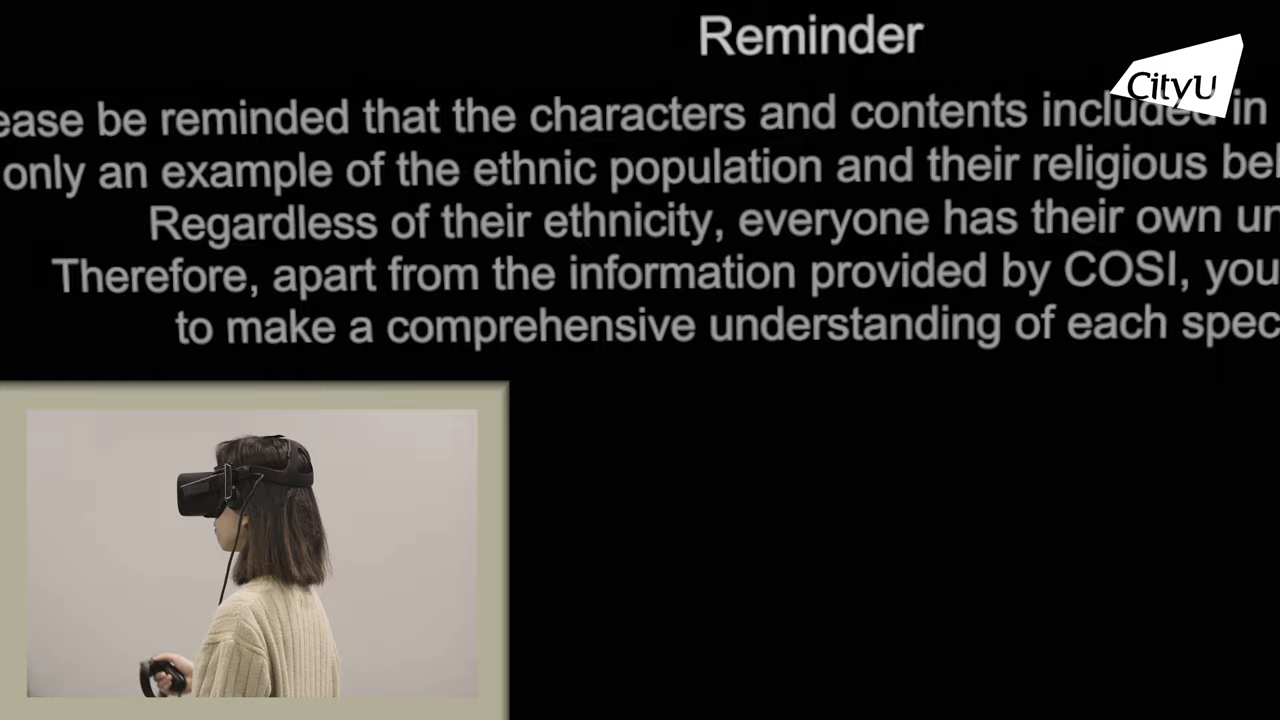 Reminder
CityU
ease be reminded that the characters and contents included in
only an example of the ethnic population and their religious bel
Regardless of their ethnicity, everyone has their own un
Therefore, apart from the information provided by COSI, you
to make a comprehensive understanding of each spec